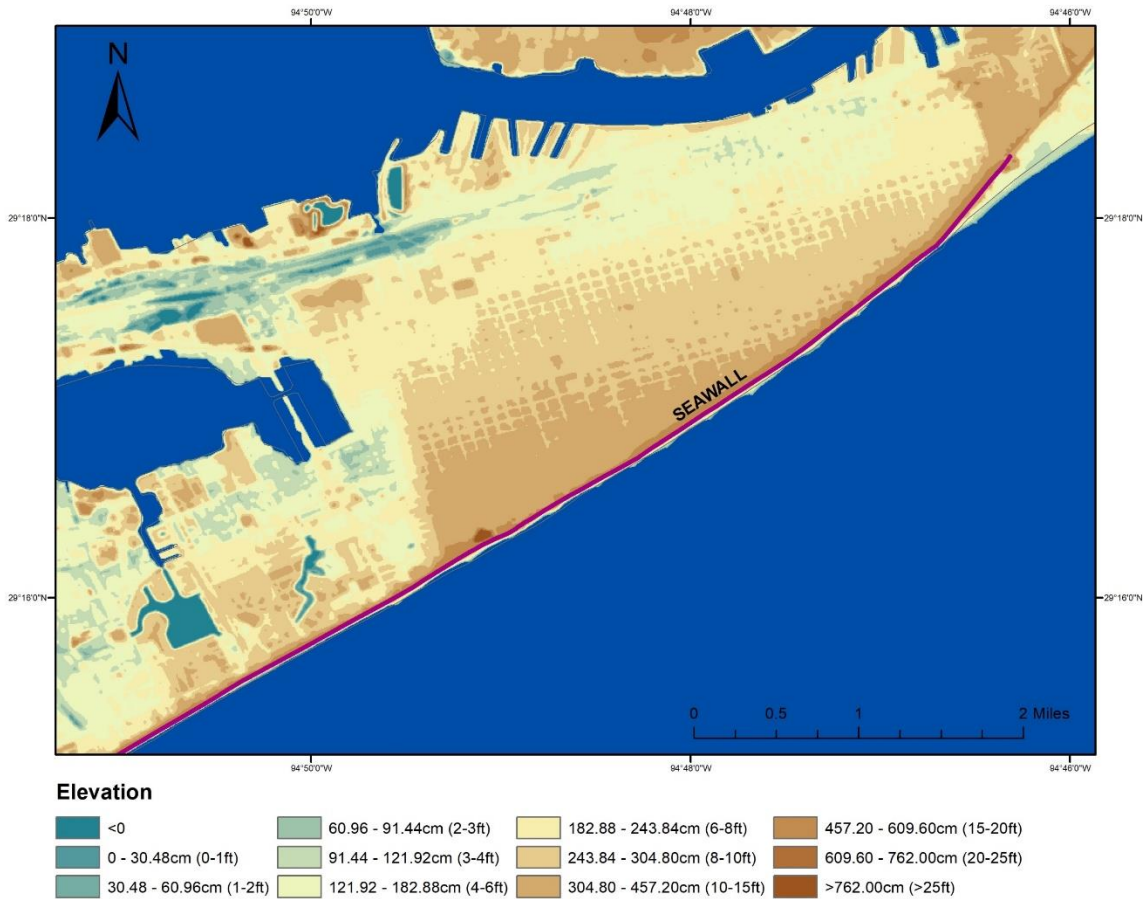 94°50'0"W
94°48'0"W
94°46'0"W
N
29°18'0"N
29°18'0"N
SEAWALL
29°16'0"N
29°16'0"N
0 0.5 1 2 Miles
94°50'0"W
94°48'0"W
94°46'0"W
Elevation
<0
0 - 30.48cm (0-1ft)
30.48 - 60.96cm (1-2ft)
60.96 - 91.44cm (2-3ft)
91.44 - 121.92cm (3-4ft)
121.92 - 182.88cm (4-6ft)
182.88 - 243.84cm (6-8ft)
243.84 - 304.80cm (8-10ft)
304.80 - 457.20cm (10-15ft)
457.20 - 609.60cm (15-20ft)
609.60 - 762.00cm (20-25ft)
>762.00cm (>25ft)